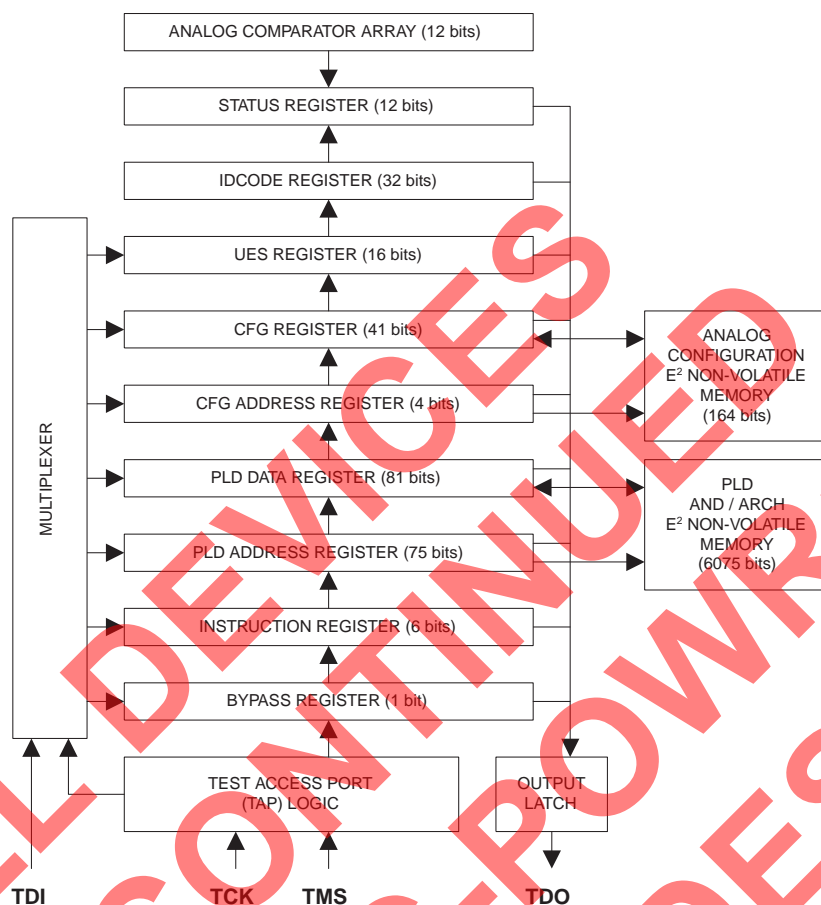 ANALOG COMPARATOR ARRAY (12 bits)
STATUS REGISTER (12 bits)
IDCODE REGISTER (32 bits)
UES REGISTER (16 bits)
CFG REGISTER (41 bits)
CFG ADDRESS REGISTER (4 bits)
PLD DATA REGISTER (81 bits)
PLD ADDRESS REGISTER (75 bits)
INSTRUCTION REGISTER (6 bits)
BYPASS REGISTER (1 bit)
MULTIPLEXER
ANALOG
CONFIGURATION
E² NON-VOLATILE
MEMORY
(164 bits)
PLD
AND / ARCH
E² NON-VOLATILE
MEMORY
(6075 bits)
TEST ACCESS PORT
(TAP) LOGIC
OUTPUT
LATCH
TDI
TCK
TMS
TDO
DEVICES
CONTINUED